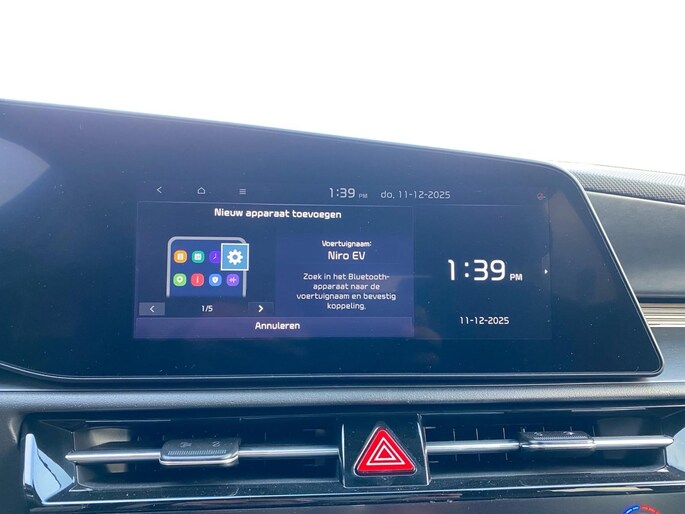 1:39 PM do, 11-12-2025
Nieuw apparaat toevoegen
Voertuignaam:
Niro EV
Zoek in het Bluetooth-
apparaat naar de
voertuignaam en bevestig
koppeling.
1/5
Annuleren
1:39 PM
11-12-2025